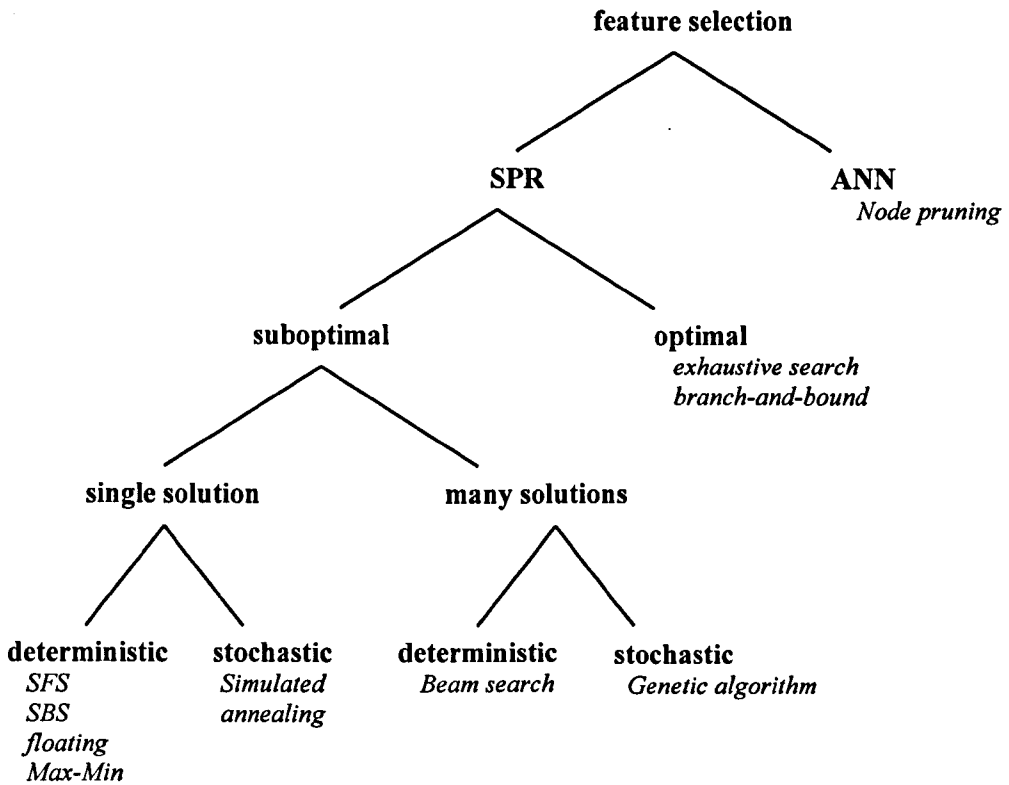 feature selection
SPR
ANN
Node pruning
suboptimal
optimal
exhaustive search
branch-and-bound
single solution
many solutions
deterministic
SFS
SBS
floating
Max-Min
stochastic
Simulated
annealing
deterministic
Beam search
stochastic
Genetic algorithm